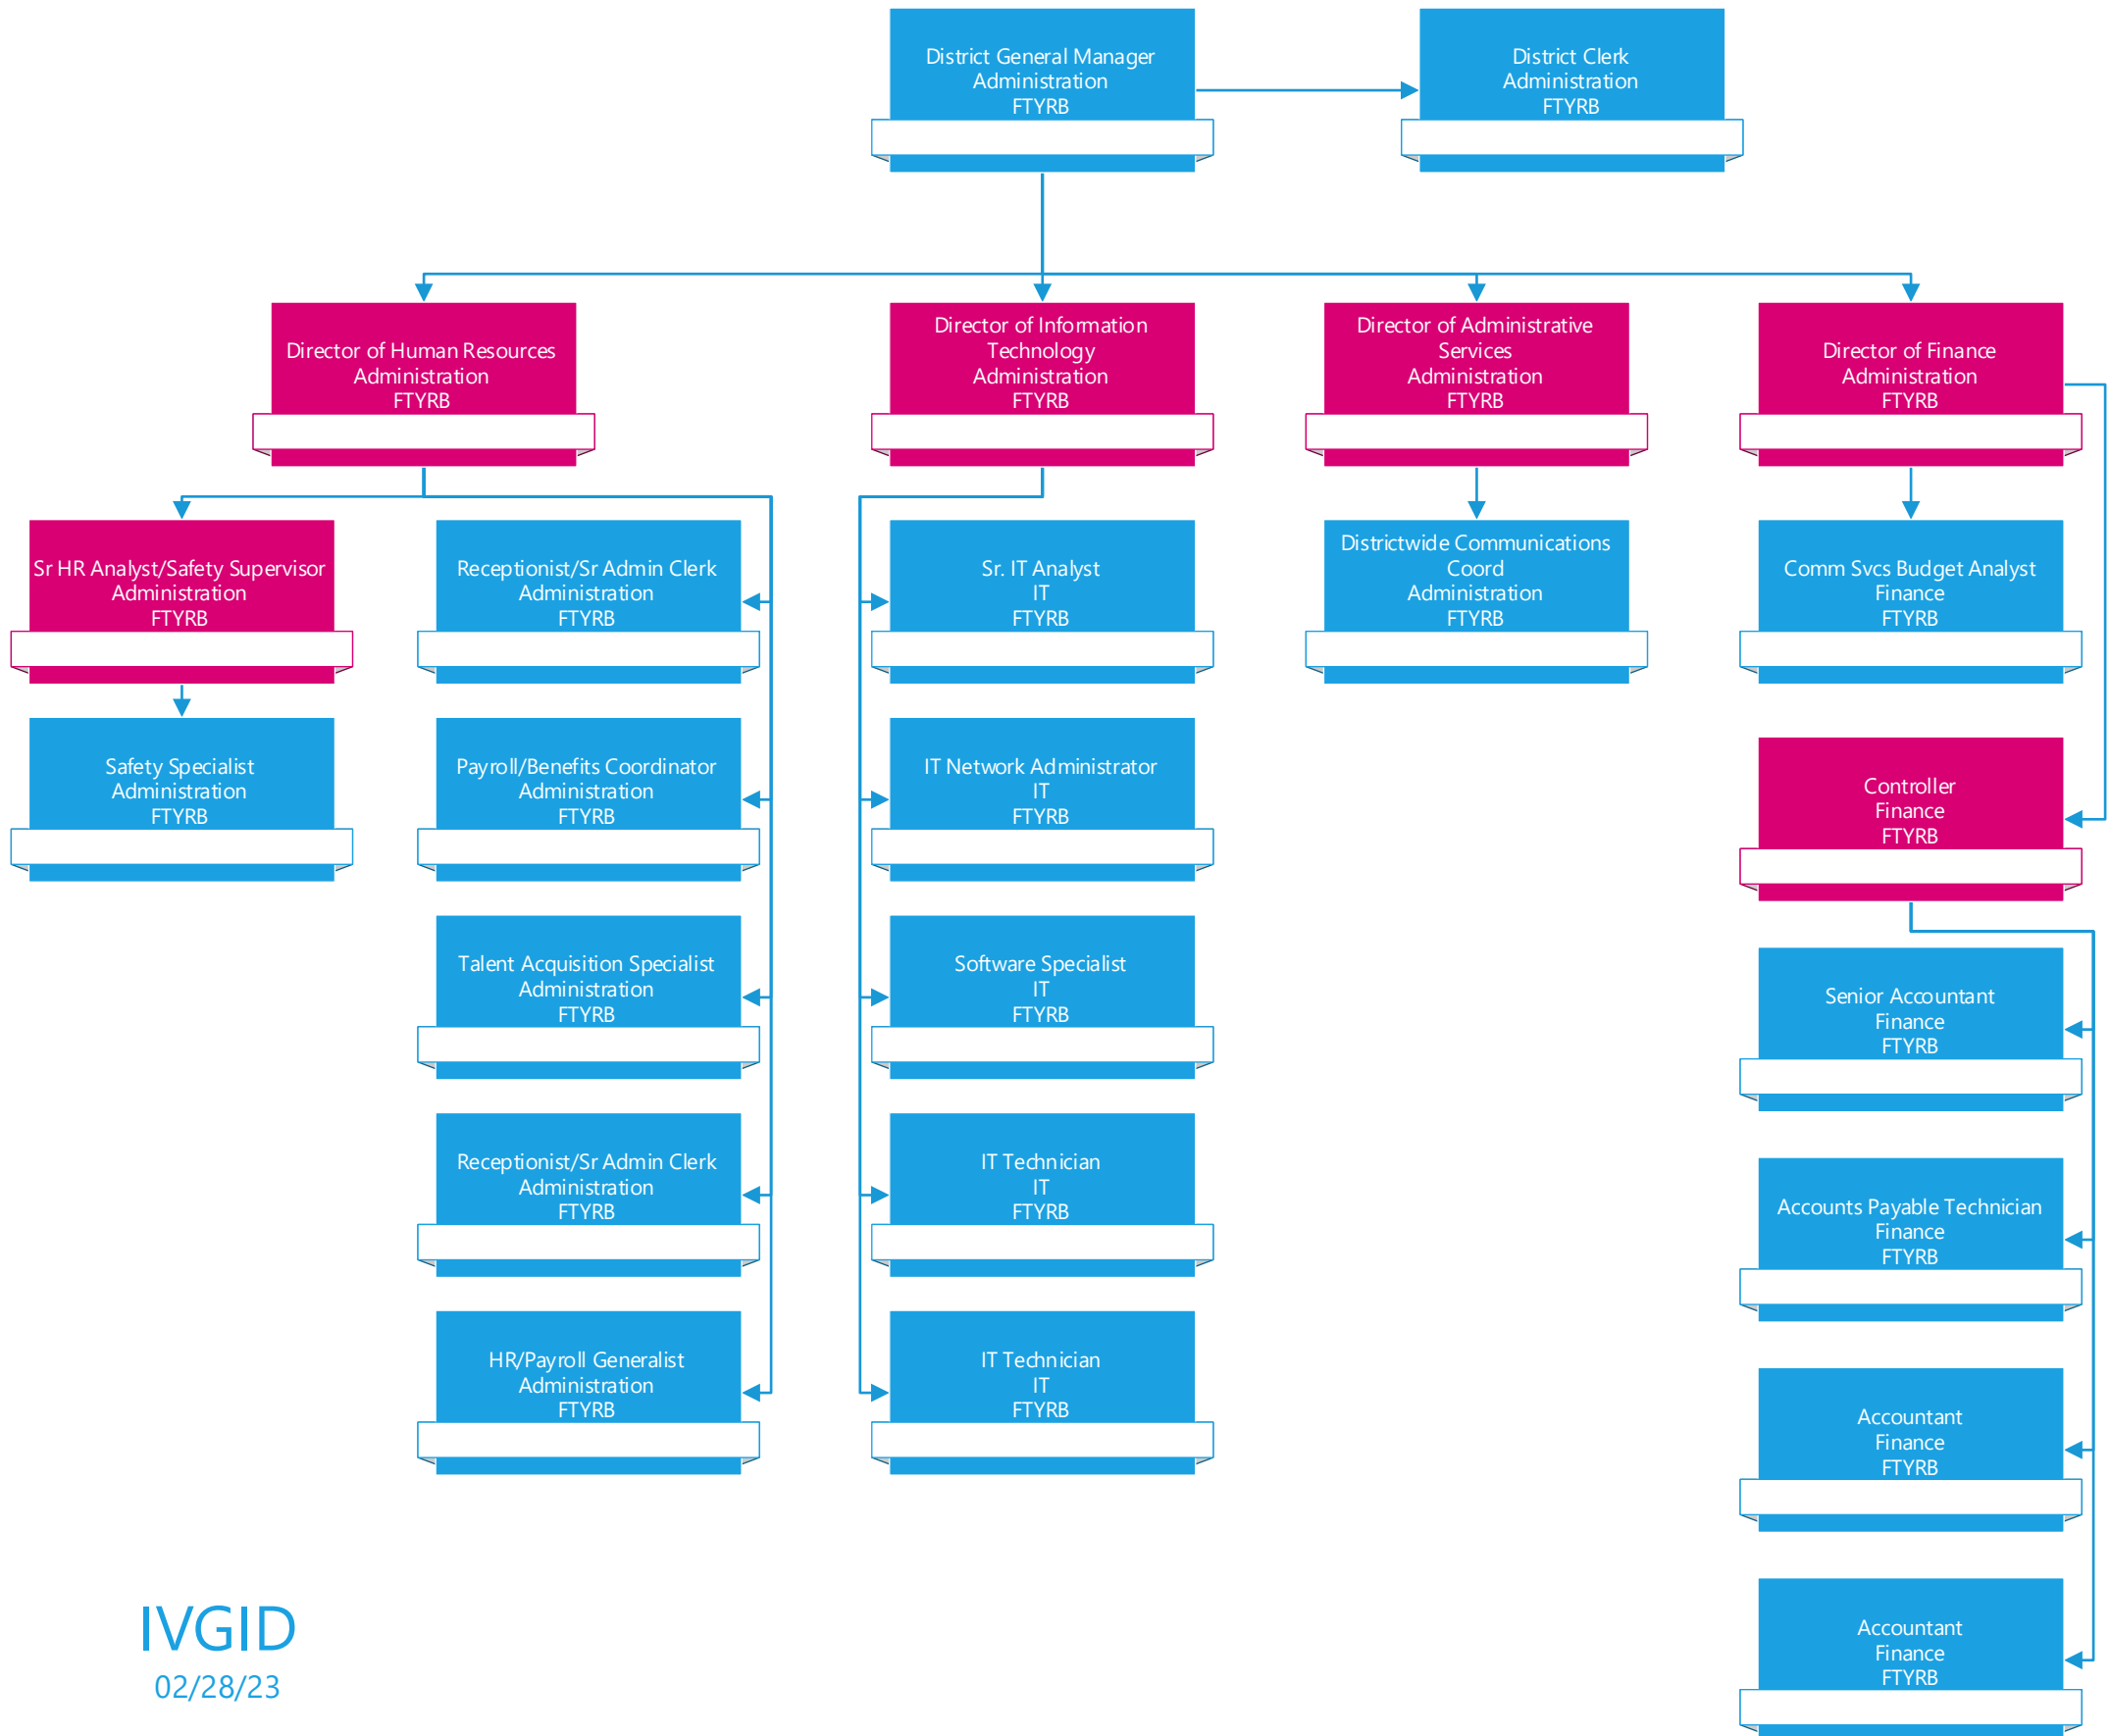 District General Manager
Administration
FTYRB
District Clerk
Administration
FTYRB
Director of Human Resources
Administration
FTYRB
Director of Information
Technology
Administration
FTYRB
Director of Administrative
Services
Administration
FTYRB
Director of Finance
Administration
FTYRB
Sr HR Analyst/Safety Supervisor
Administration
FTYRB
Receptionist/Sr Admin Clerk
Administration
FTYRB
Sr. IT Analyst
IT
FTYRB
Districtwide Communications
Coord
Administration
FTYRB
Comm Svcs Budget Analyst
Finance
FTYRB
Safety Specialist
Administration
FTYRB
Payroll/Benefits Coordinator
Administration
FTYRB
IT Network Administrator
IT
FTYRB
Controller
Finance
FTYRB
Talent Acquisition Specialist
Administration
FTYRB
Software Specialist
IT
FTYRB
Senior Accountant
Finance
FTYRB
Receptionist/Sr Admin Clerk
Administration
FTYRB
IT Technician
IT
FTYRB
Accounts Payable Technician
Finance
FTYRB
HR/Payroll Generalist
Administration
FTYRB
IT Technician
IT
FTYRB
Accountant
Finance
FTYRB
Accountant
Finance
FTYRB
IVGID
02/28/23